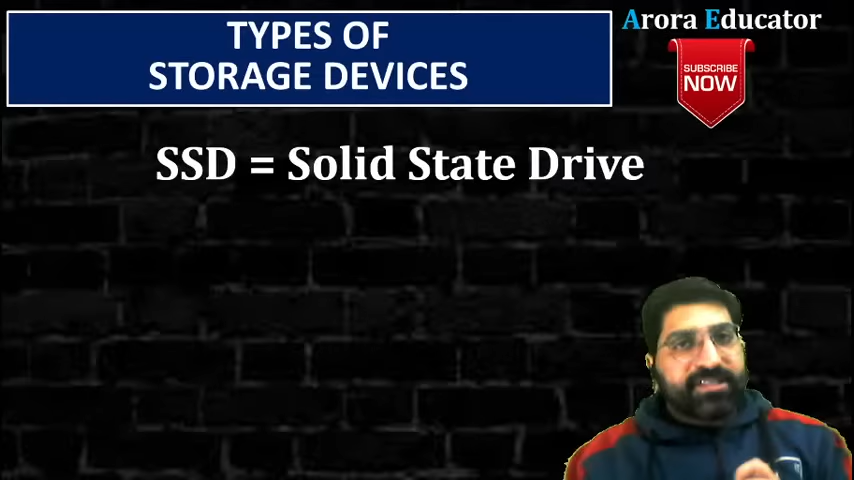 TYPES OF
STORAGE DEVICES
Arora Educator
SUBSCRIBE
NOW
SSD = Solid State Drive